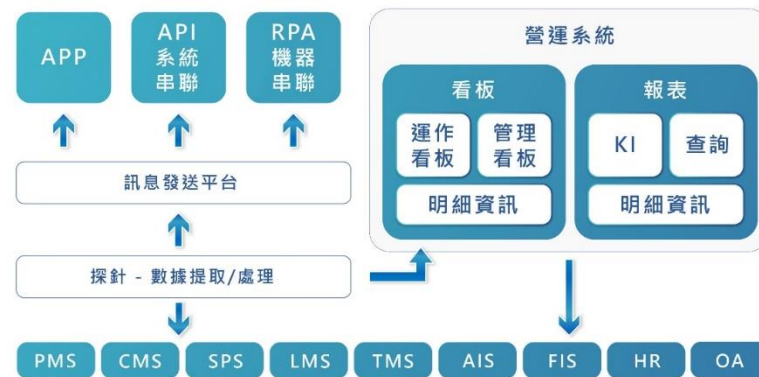 APP
API
系統
串聯
RPA
機器
串聯
訊息發送平台
探針 - 數據提取/處理
營運系統
看板
運作
看板
管理
看板
明細資訊
報表
KI
查詢
明細資訊
PMS
CMS
SPS
LMS
TMS
AIS
FIS
HR
OA